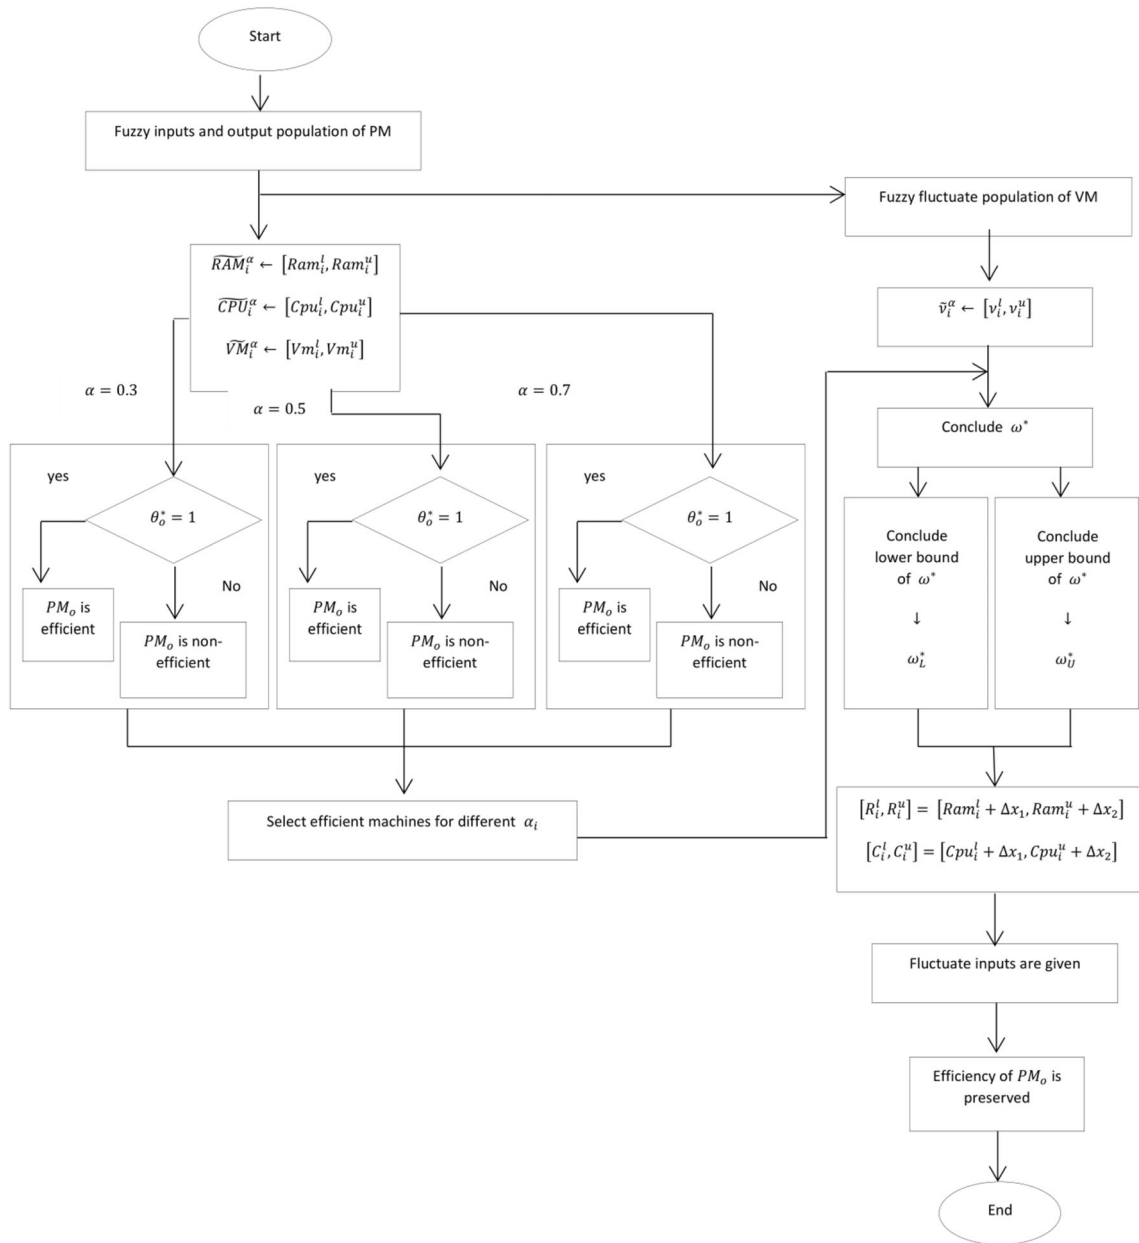 Start
Fuzzy inputs and output population of PM
Fuzzy fluctuate population of VM
$\widetilde{RAM}_i^{\alpha} \leftarrow [Ram_i^l, Ram_i^u]$
$\widetilde{CPU}_i^{\alpha} \leftarrow [Cpu_i^l, Cpu_i^u]$
$\widetilde{VM}_i^{\alpha} \leftarrow [Vm_i^l, Vm_i^u]$
$\tilde{v}_i^{\alpha} \leftarrow [v_i^l, v_i^u]$
α = 0.3
α = 0.5
α = 0.7
yes
$\theta_o^* = 1$
No
$PM_o$ is
efficient
$PM_o$ is non-
efficient
yes
$\theta_o^* = 1$
No
$PM_o$ is
efficient
$PM_o$ is non-
efficient
yes
$\theta_o^* = 1$
No
$PM_o$ is
efficient
$PM_o$ is non-
efficient
Select efficient machines for different $\alpha_i$
Conclude $\omega^*$
Conclude
lower bound
of $\omega^*$
↓
$\omega_L^*$
Conclude
upper bound
of $\omega^*$
↓
$\omega_U^*$
$[R_i^l, R_i^u] = [Ram_i^l + \Delta x_1, Ram_i^u + \Delta x_2]$
$[C_i^l, C_i^u] = [Cpu_i^l + \Delta x_1, Cpu_i^u + \Delta x_2]$
Fluctuate inputs are given
Efficiency of $PM_o$ is
preserved
End